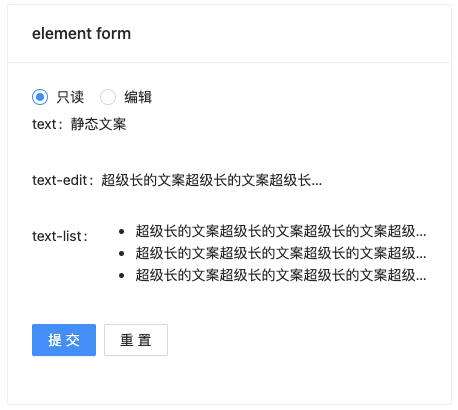 element form
只读 编辑
text：静态文案
text-edit：超级长的文案超级长的文案超级长...
text-list：
超级长的文案超级长的文案超级长的文案超级...
超级长的文案超级长的文案超级长的文案超级...
超级长的文案超级长的文案超级长的文案超级...
提 交 重 置